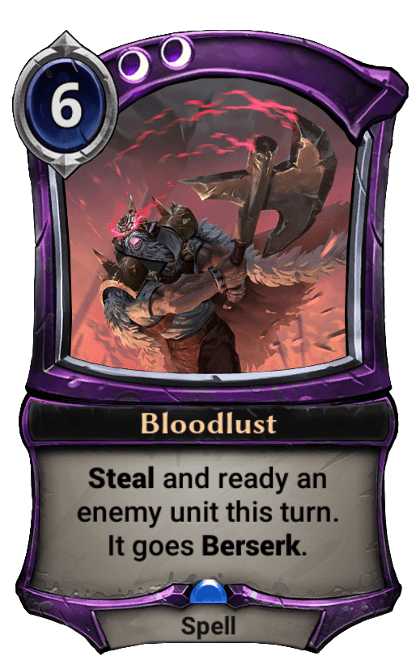 6
Bloodlust
Steal and ready an
enemy unit this turn.
It goes Berserk.
Spell